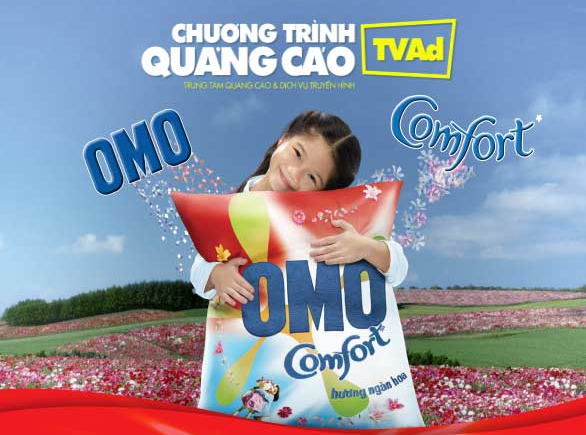 CHƯƠNG TRÌNH
QUẢNG CÁO
TVAd
TRUNG TÂM QUẢNG CÁO & DỊCH VỤ TRUYỀN HÌNH
OMO
Comfort
OMO
Comfort
hương ngàn hoa